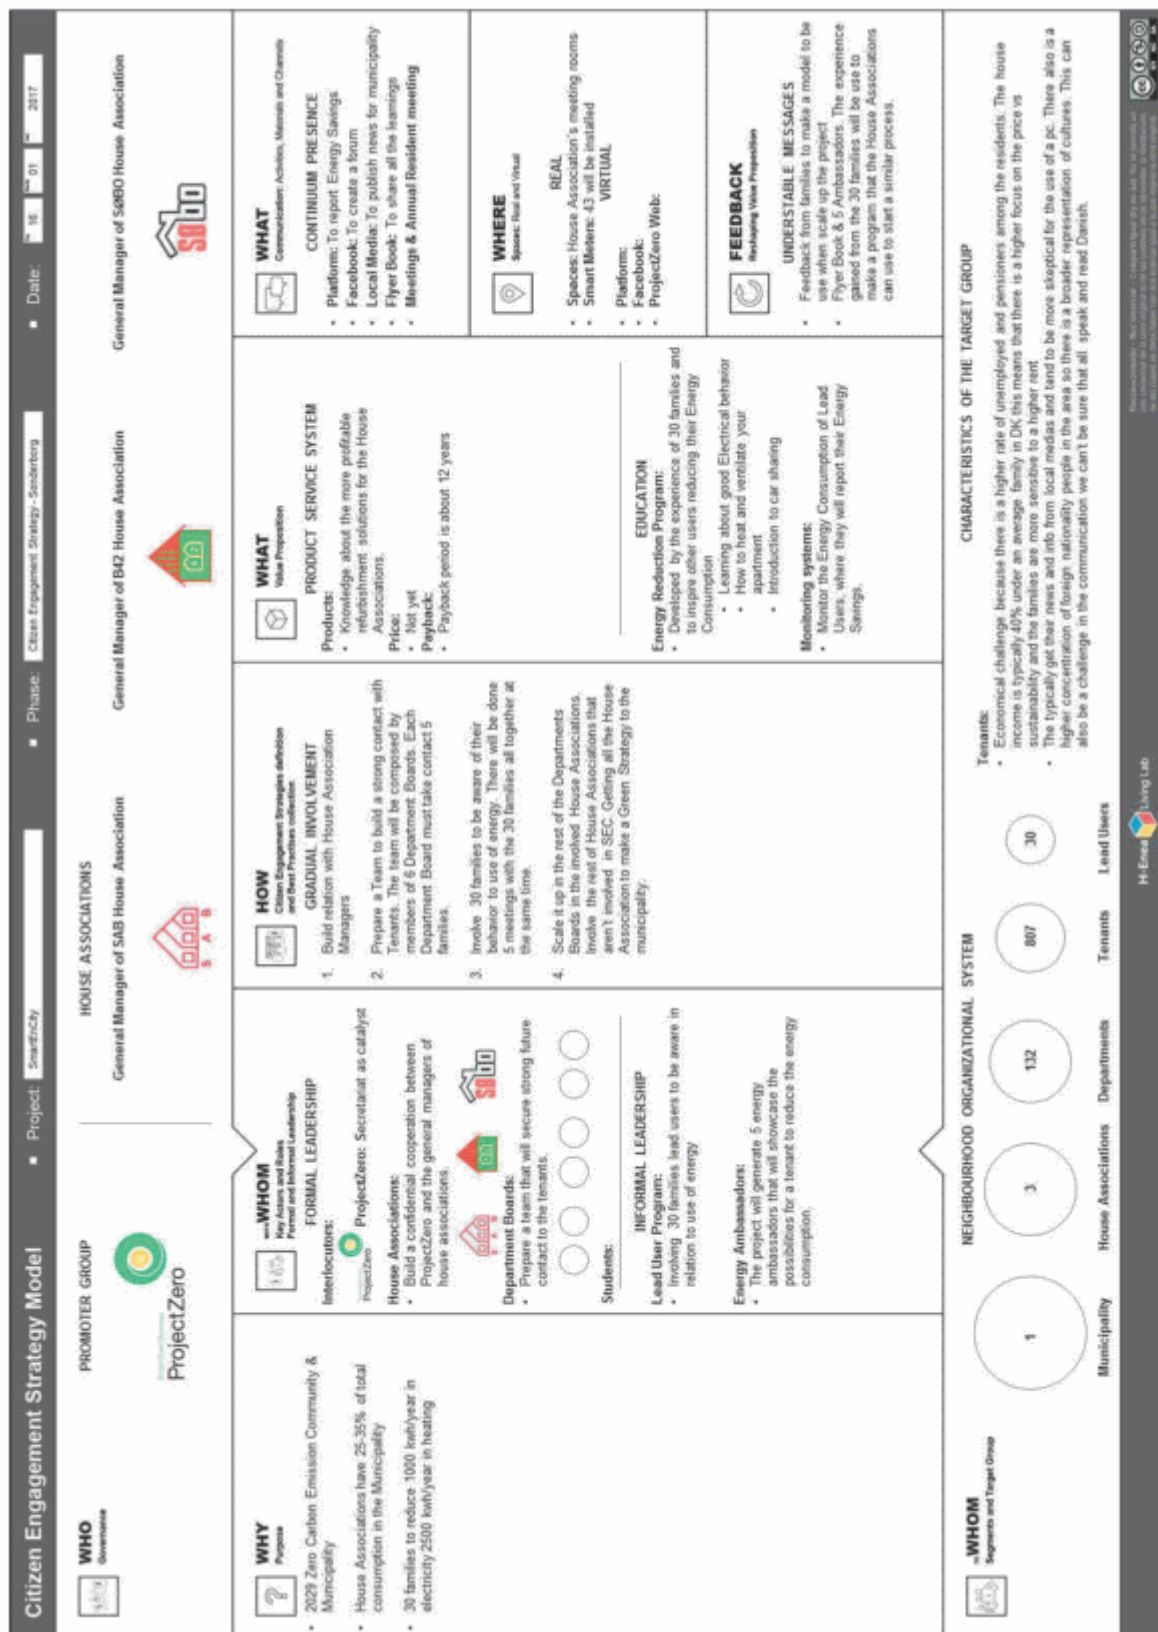 Citizen Engagement Strategy Model
Project:
SmartEnCity
Phase:
Citizen Engagement Strategy - Sonderborg
Date:
16
01
2017
WHO
Governance
PROMOTER GROUP
ProjectZero
HOUSE ASSOCIATIONS
General Manager of SAB House Association
S A B
General Manager of B42 House Association
General Manager of SØBO House Association
WHY
Purpose
2029 Zero Carbon Emission Community &
Municipality
House Associations have 25-35% of total
consumption in the Municipality
30 families to reduce 1000 kwh/year in
electricity 2500 kwh/year in heating
WHOM
Key Actors and Roles
Formal and Informal Leadership
FORMAL LEADERSHIP
Interlocutors:
ProjectZero
ProjectZero: Secretariat as catalyst
House Associations:
Build a confidential cooperation between
ProjectZero and the general managers of
house associations.
S A B
Department Boards:
Prepare a team that will secure strong future
contact to the tenants.
Students:
INFORMAL LEADERSHIP
Lead User Program:
Involving 30 families lead users to be aware in
relation to use of energy
Energy Ambassadors:
The project will generate 5 energy
ambassadors that will showcase the
possibilities for a tenant to reduce the energy
consumption.
HOW
Citizen Engagement Strategies definition
and Best Practises collection
GRADUAL INVOLVEMENT
1. Build relation with House Association
Managers
2. Prepare a Team to build a strong contact with
Tenants. The team will be composed by
members of 6 Department Boards. Each
Department Board must take contact 5
families.
3. Involve 30 families to be aware of their
behavior to use of energy. There will be done
5 meetings with the 30 families all together at
the same time.
4. Scale it up in the rest of the Departments
Boards in the involved House Associations.
Involve the rest of House Associations that
aren't involved in SEC. Getting all the House
Association to make a Green Strategy to the
municipality.
WHAT
Value Proposition
PRODUCT SERVICE SYSTEM
Products:
Knowledge about the more profitable
refurbishment solutions for the House
Associations.
Price:
Not yet
Payback:
Payback period is about 12 years
EDUCATION
Energy Reduction Program:
Developed by the experience of 30 families and
to inspire other users reducing their Energy
Consumption
Learning about good Electrical behavior
How to heat and ventilate your
apartment
Introduction to car sharing
Monitoring systems:
Monitor the Energy Consumption of Lead
Users, where they will report their Energy
Savings.
WHAT
Communication: Activities, Materials and Channels
CONTINUUM PRESENCE
Platform: To report Energy Savings
Facebook: To create a forum
Local Media: To publish news for municipality
Flyer Book: To share all the learnings
Meetings & Annual Resident meeting
WHERE
Spaces: Real and Virtual
REAL
Spaces: House Association's meeting rooms
Smart Meters: 43 will be installed
VIRTUAL
Platform:
Facebook:
ProjectZero Web:
FEEDBACK
Reshaping Value Proposition
UNDERSTABLE MESSAGES
Feedback from families to make a model to be
use when scale up the project
Flyer Book & 5 Ambassadors. The experience
gained from the 30 families will be use to
make a program that the House Associations
can use to start a similar process.
WHOM
Segments and Target Group
NEIGHBOURHOOD ORGANIZATIONAL SYSTEM
1
3
132
807
30
Municipality
House Associations
Departments
Tenants
Lead Users
CHARACTERISTICS OF THE TARGET GROUP
Tenants:
Economical challenge because there is a higher rate of unemployed and pensioners among the residents. The house
income is typically 40% under an average family in DK this means that there is a higher focus on the price vs
sustainability and the families are more sensitive to a higher rent
The typically get their news and info from local medias and tend to be more skeptical for the use of a pc. There also is a
higher concentration of foreign nationality people in the area so there is a broader representation of cultures. This can
also be a challenge in the communication we can't be sure that all speak and read Danish.
Hi-Enea Living Lab